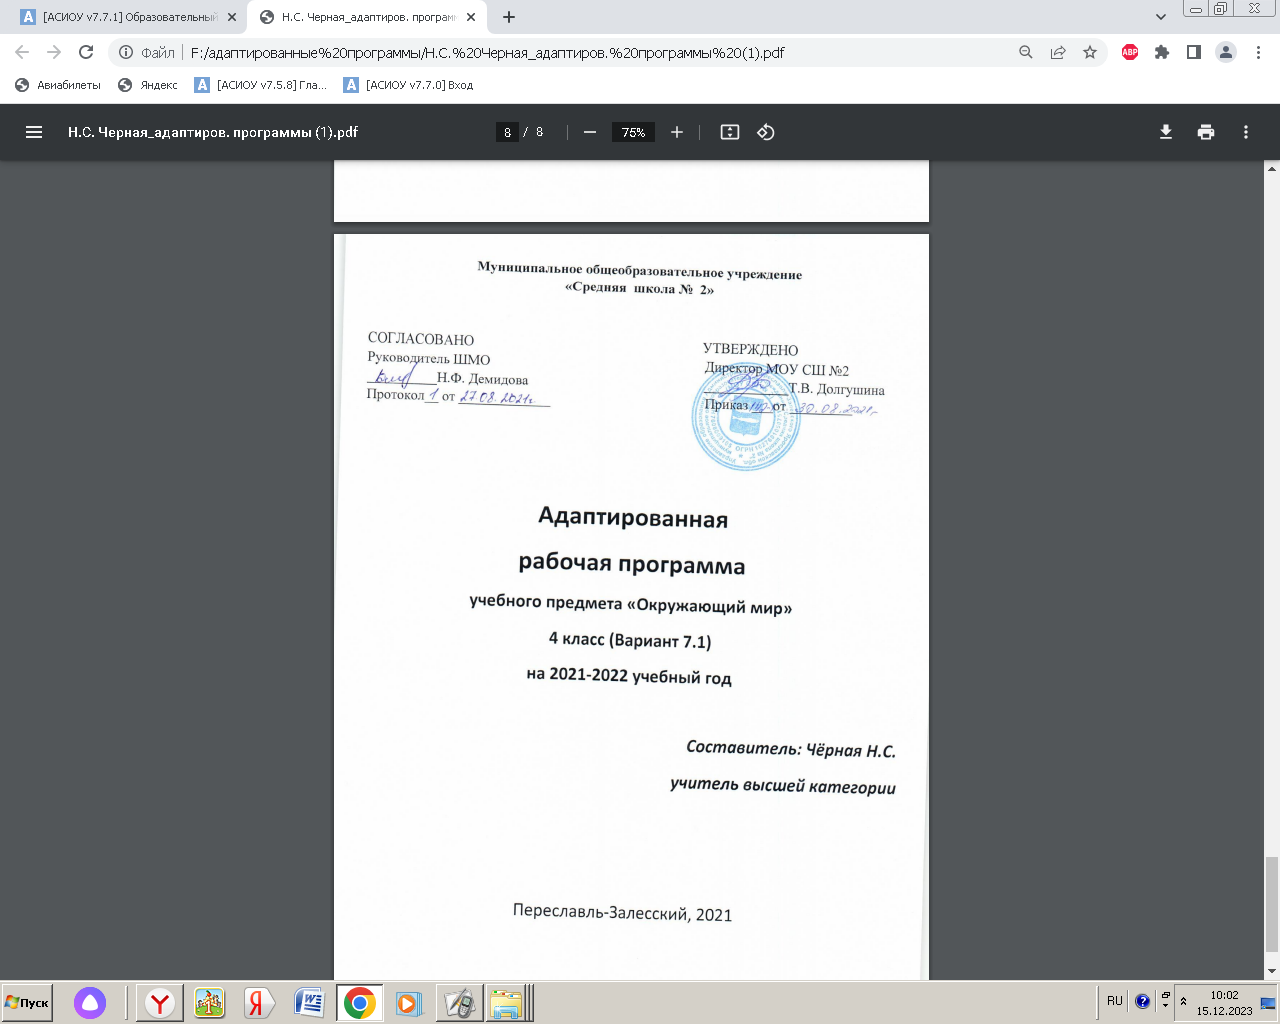 [АСИОУ v7.7.1] Образовательный
Н.С. Черная_адаптиров. програм
Файл
F:/адаптированные%20программы/Н.С.%20Черная_адаптиров.%20программы%20(1).pdf
ABP
Авиабилеты
Яндекс
[АСИОУ v7.5.8] Гла...
[АСИОУ v7.7.0] Вход
Н.С. Черная_адаптиров. программы (1).pdf
8 / 8
75%
Муниципальное общеобразовательное учреждение
«Средняя школа № 2»
СОГЛАСОВАНО
Руководитель ШМО
Н.Ф. Демидова
Протокол 1 от 27.08.2021г
УТВЕРЖДЕНО
Директор МОУ СШ №2
Т.В. Долгушина
Приказ от 30.08.2021г.
Адаптированная
рабочая программа
учебного предмета «Окружающий мир»
4 класс (Вариант 7.1)
на 2021-2022 учебный год
Составитель: Чёрная Н.С.
учитель высшей категории
Переславль-Залесский, 2021
Пуск
RU
10:02
15.12.2023